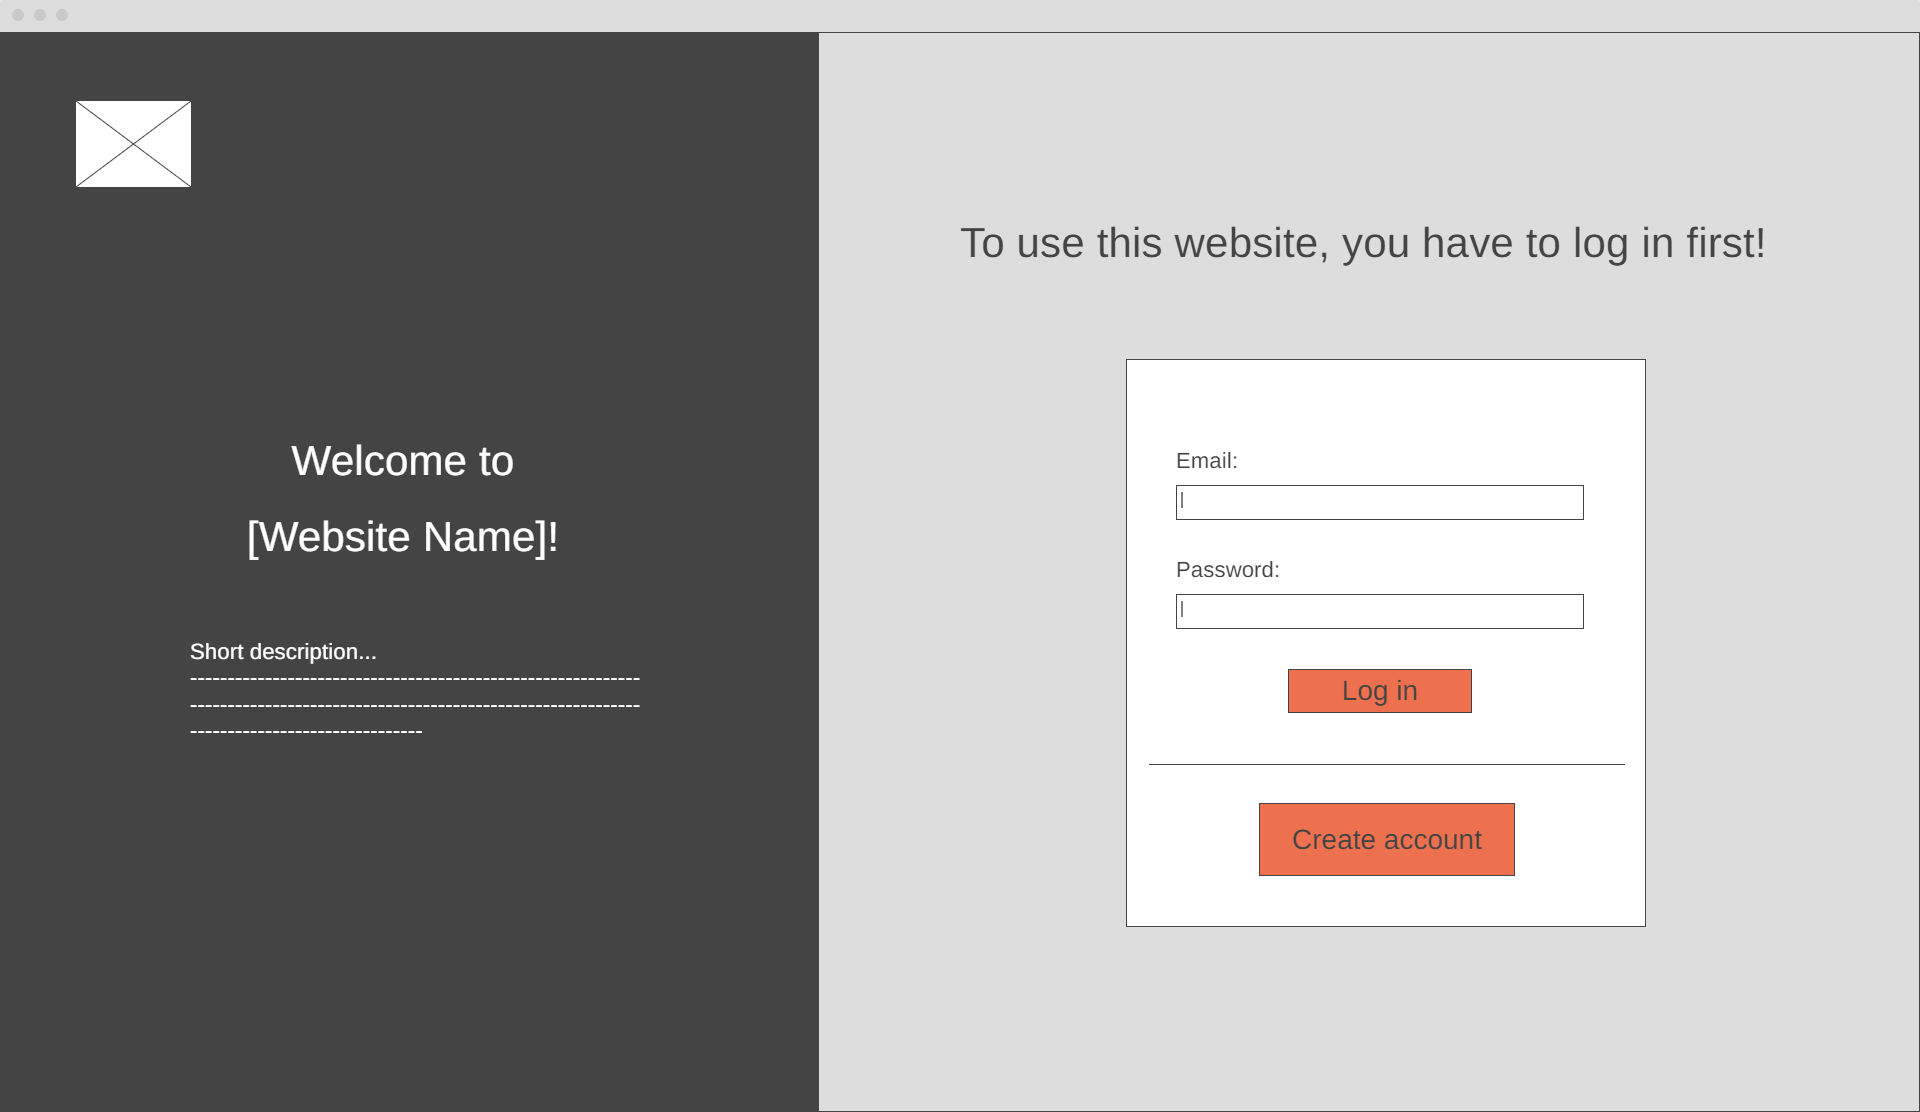 Welcome to
[Website Name]!
Short description...
------------------------------------------------------------
------------------------------------------------------------
-------------------------------
To use this website, you have to log in first!
Email:
|
Password:
|
Log in
Create account